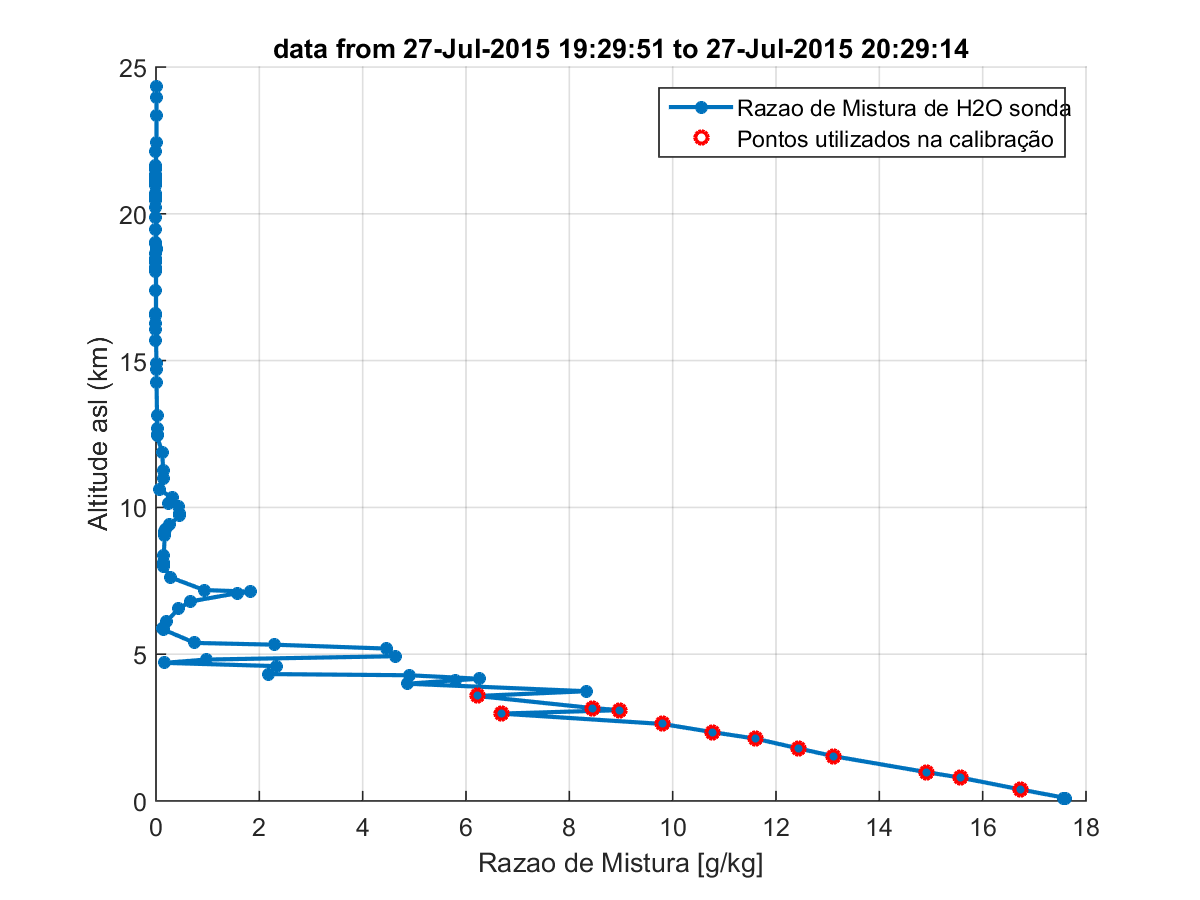 data from 27-Jul-2015 19:29:51 to 27-Jul-2015 20:29:14
Razao de Mistura de H2O sonda
Pontos utilizados na calibração
Altitude asl (km)
25
20
15
10
5
0
0 2 4 6 8 10 12 14 16 18
Razao de Mistura [g/kg]